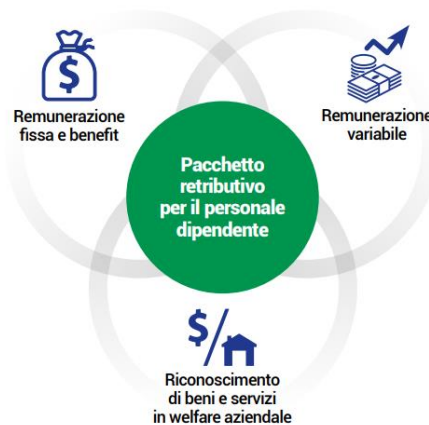 Remunerazione
fissa e benefit
Remunerazione
variabile
Pacchetto
retributivo
per il personale
dipendente
Riconoscimento
di beni e servizi
in welfare aziendale